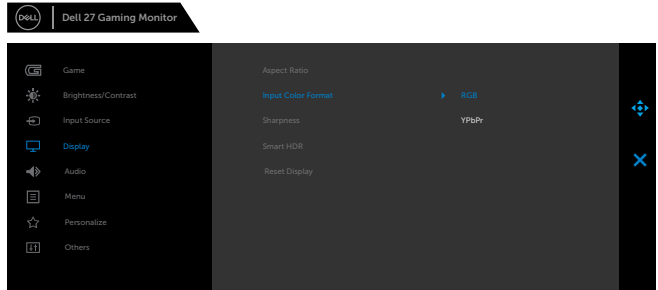 DELL
Dell 27 Gaming Monitor
Game
Aspect Ratio
Brightness/Contrast
Input Color Format
RGB
Input Source
Sharpness
YPbPr
Display
Smart HDR
Audio
Reset Display
Menu
Personalize
Others